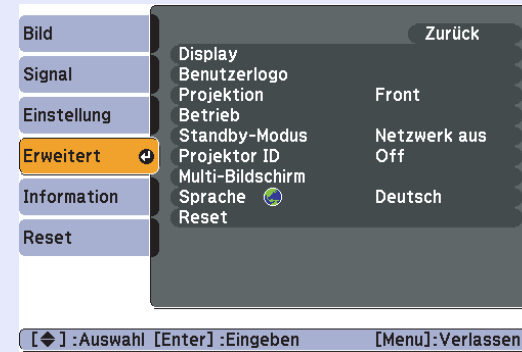 Bild
Signal
Einstellung
Erweitert
Information
Reset
Zurück
Display
Benutzerlogo
Projektion Front
Betrieb
Standby-Modus Netzwerk aus
Projektor ID Off
Multi-Bildschirm
Sprache Deutsch
Reset
[◆] :Auswahl [Enter] :Eingeben [Menu]:Verlassen